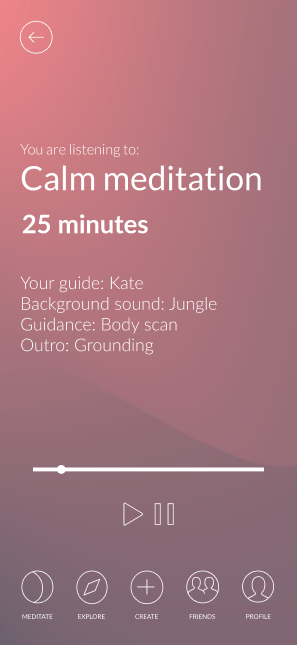 You are listening to:
Calm meditation
25 minutes
Your guide: Kate
Background sound: Jungle
Guidance: Body scan
Outro: Grounding
MEDITATE EXPLORE CREATE FRIENDS PROFILE